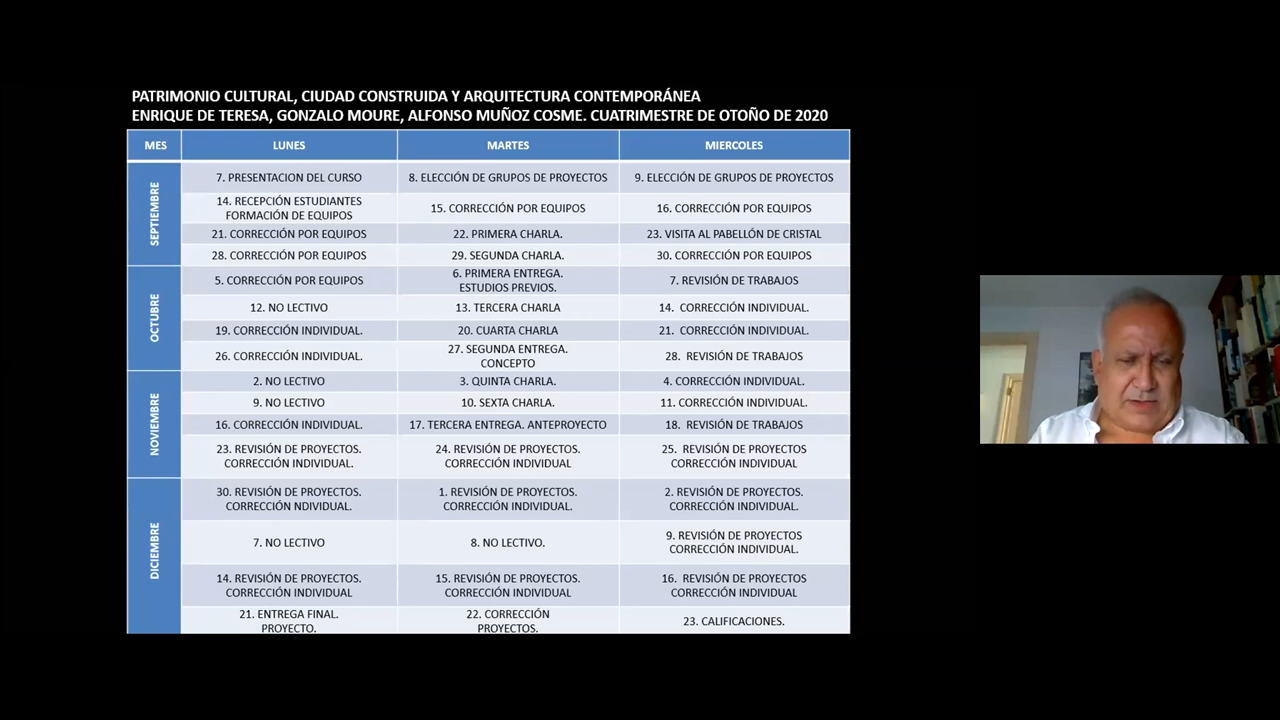 PATRIMONIO CULTURAL, CIUDAD CONSTRUIDA Y ARQUITECTURA CONTEMPORÁNEA
ENRIQUE DE TERESA, GONZALO MOURE, ALFONSO MUÑOZ COSME. CUATRIMESTRE DE OTOÑO DE 2020
MES LUNES MARTES MIERCOLES
SEPTIEMBRE
7. PRESENTACION DEL CURSO
8. ELECCIÓN DE GRUPOS DE PROYECTOS
9. ELECCIÓN DE GRUPOS DE PROYECTOS
14. RECEPCIÓN ESTUDIANTES
FORMACIÓN DE EQUIPOS
15. CORRECCIÓN POR EQUIPOS
16. CORRECCIÓN POR EQUIPOS
21. CORRECCIÓN POR EQUIPOS
22. PRIMERA CHARLA.
23. VISITA AL PABELLÓN DE CRISTAL
28. CORRECCIÓN POR EQUIPOS
29. SEGUNDA CHARLA.
30. CORRECCIÓN POR EQUIPOS
OCTUBRE
5. CORRECCIÓN POR EQUIPOS
6. PRIMERA ENTREGA.
ESTUDIOS PREVIOS.
7. REVISIÓN DE TRABAJOS
12. NO LECTIVO
13. TERCERA CHARLA
14. CORRECCIÓN INDIVIDUAL.
19. CORRECCIÓN INDIVIDUAL.
20. CUARTA CHARLA
21. CORRECCIÓN INDIVIDUAL.
26. CORRECCIÓN INDIVIDUAL.
27. SEGUNDA ENTREGA.
CONCEPTO
28. REVISIÓN DE TRABAJOS
NOVIEMBRE
2. NO LECTIVO
3. QUINTA CHARLA.
4. CORRECCIÓN INDIVIDUAL.
9. NO LECTIVO
10. SEXTA CHARLA.
11. CORRECCIÓN INDIVIDUAL.
16. CORRECCIÓN INDIVIDUAL.
17. TERCERA ENTREGA. ANTEPROYECTO
18. REVISIÓN DE TRABAJOS
23. REVISIÓN DE PROYECTOS.
CORRECCIÓN INDIVIDUAL.
24. REVISIÓN DE PROYECTOS.
CORRECCIÓN INDIVIDUAL
25. REVISIÓN DE PROYECTOS
CORRECCIÓN INDIVIDUAL
DICIEMBRE
30. REVISIÓN DE PROYECTOS.
CORRECCIÓN NDIVIDUAL.
1. REVISIÓN DE PROYECTOS.
CORRECCIÓN INDIVIDUAL.
2. REVISIÓN DE PROYECTOS.
CORRECCIÓN INDIVIDUAL.
7. NO LECTIVO
8. NO LECTIVO.
9. REVISIÓN DE PROYECTOS
CORRECCIÓN INDIVIDUAL.
14. REVISIÓN DE PROYECTOS.
CORRECCIÓN INDIVIDUAL
15. REVISIÓN DE PROYECTOS.
CORRECCIÓN INDIVIDUAL
16. REVISIÓN DE PROYECTOS
CORRECCIÓN INDIVIDUAL
21. ENTREGA FINAL.
PROYECTO.
22. CORRECCIÓN
PROYECTOS.
23. CALIFICACIONES.